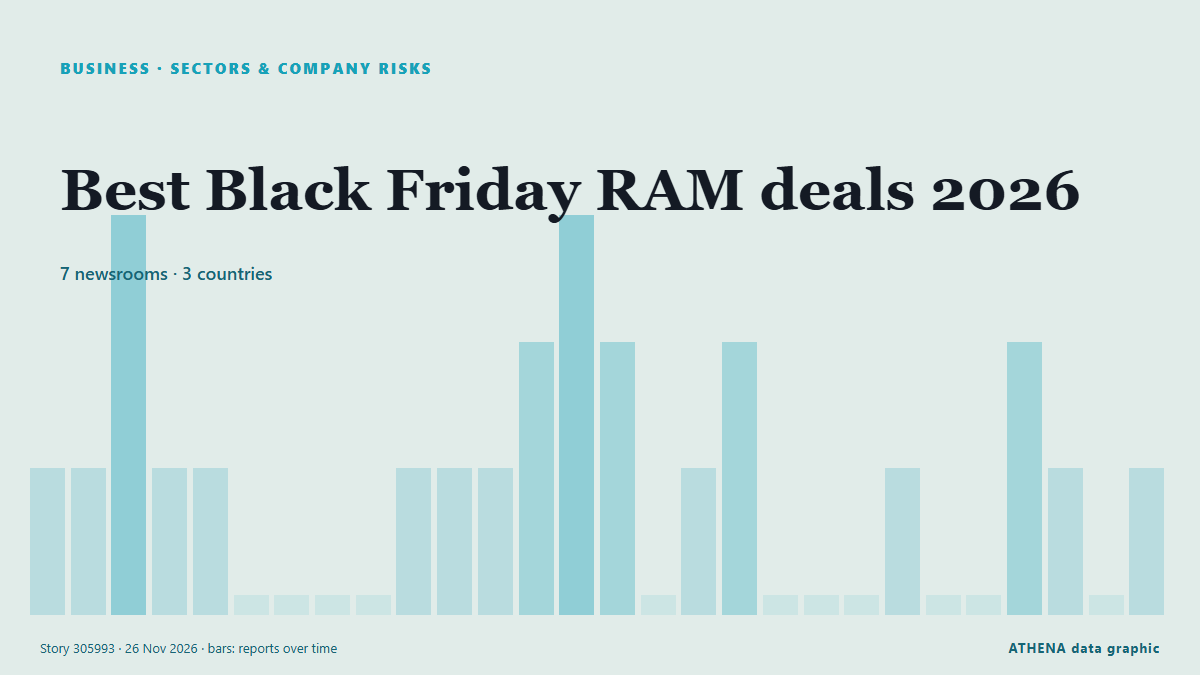 BUSINESS · SECTORS & COMPANY RISKS
Best Black Friday RAM deals 2026
7 newsrooms · 3 countries
Story 305993 · 26 Nov 2026 · bars: reports over time
ATHENA data graphic